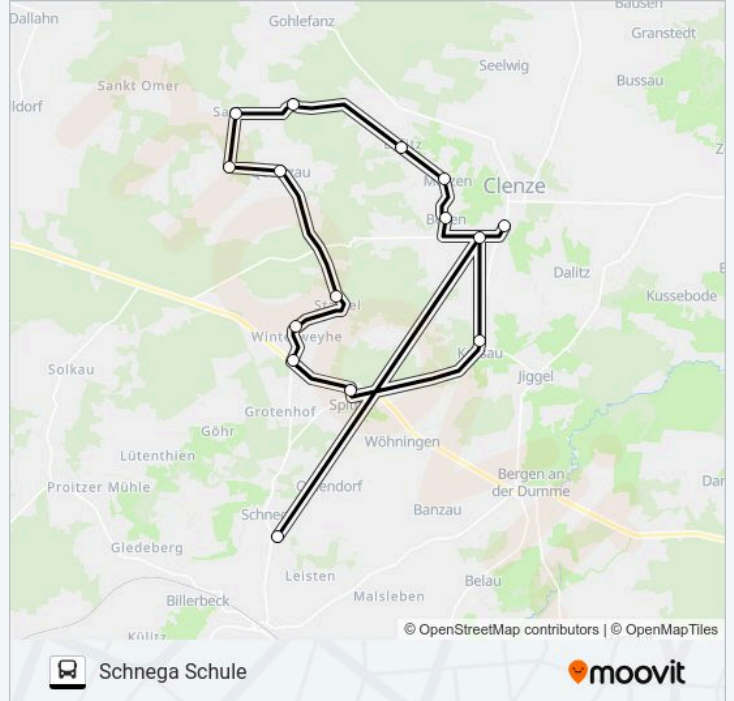 Dallahn
Gohlefanz
Bausen
Granstedt
Seelwig
Bussau
Sankt Omer
ldorf
Clenze
Dalitz
Kussebode
Solkau
Jiggel
Grotenhof
Göhr
Wöhningen
Lütenthien
Proitzer Mühle
Bergen an
der Dumme
Banzau
Gledeberg
Leisten
Belau
Malsleben
Billerbeck
Külitz
© OpenStreetMap contributors | © OpenMapTiles
Schnega Schule
moovit